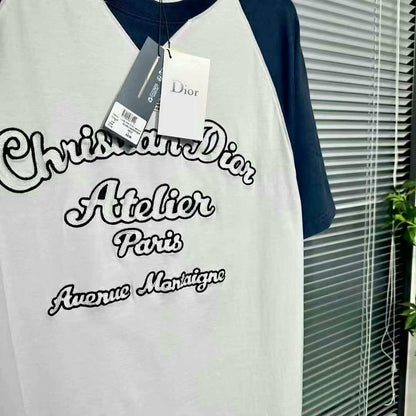 Dior
Christian Dior
Atelier
Paris
Avenue Montaigne